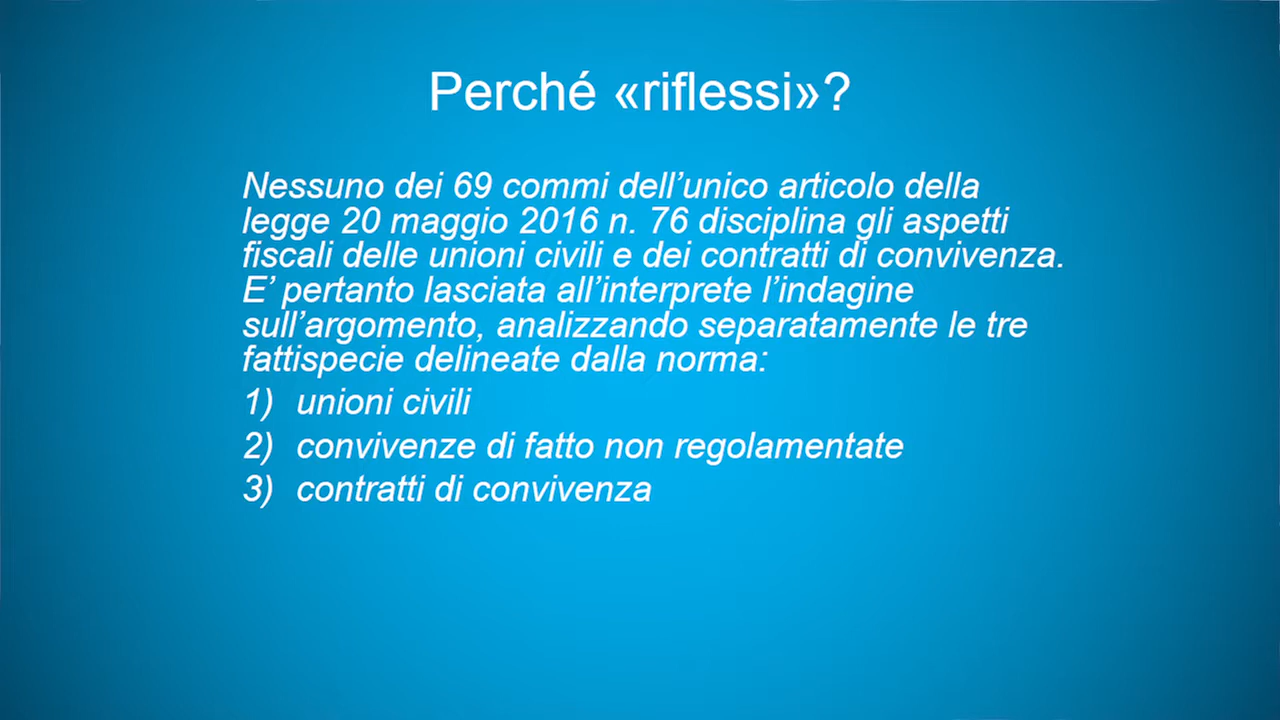 Perché «riflessi»?
Nessuno dei 69 commi dell’unico articolo della
legge 20 maggio 2016 n. 76 disciplina gli aspetti
fiscali delle unioni civili e dei contratti di convivenza.
E’ pertanto lasciata all’interprete l’indagine
sull’argomento, analizzando separatamente le tre
fattispecie delineate dalla norma:
1) unioni civili
2) convivenze di fatto non regolamentate
3) contratti di convivenza